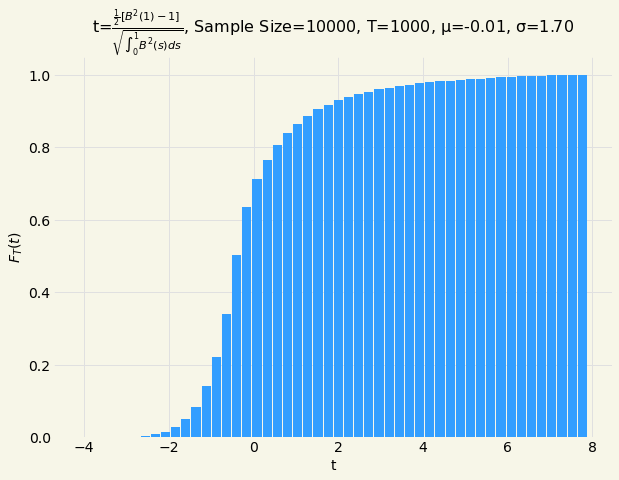 t=\frac{\frac{1}{2}[B^2(1)-1]}{\sqrt{\int_0^1 B^2(s)ds}}, Sample Size=10000, T=1000, μ=-0.01, σ=1.70
F_T(t)
1.0
0.8
0.6
0.4
0.2
0.0
−4 −2 0 2 4 6 8
t